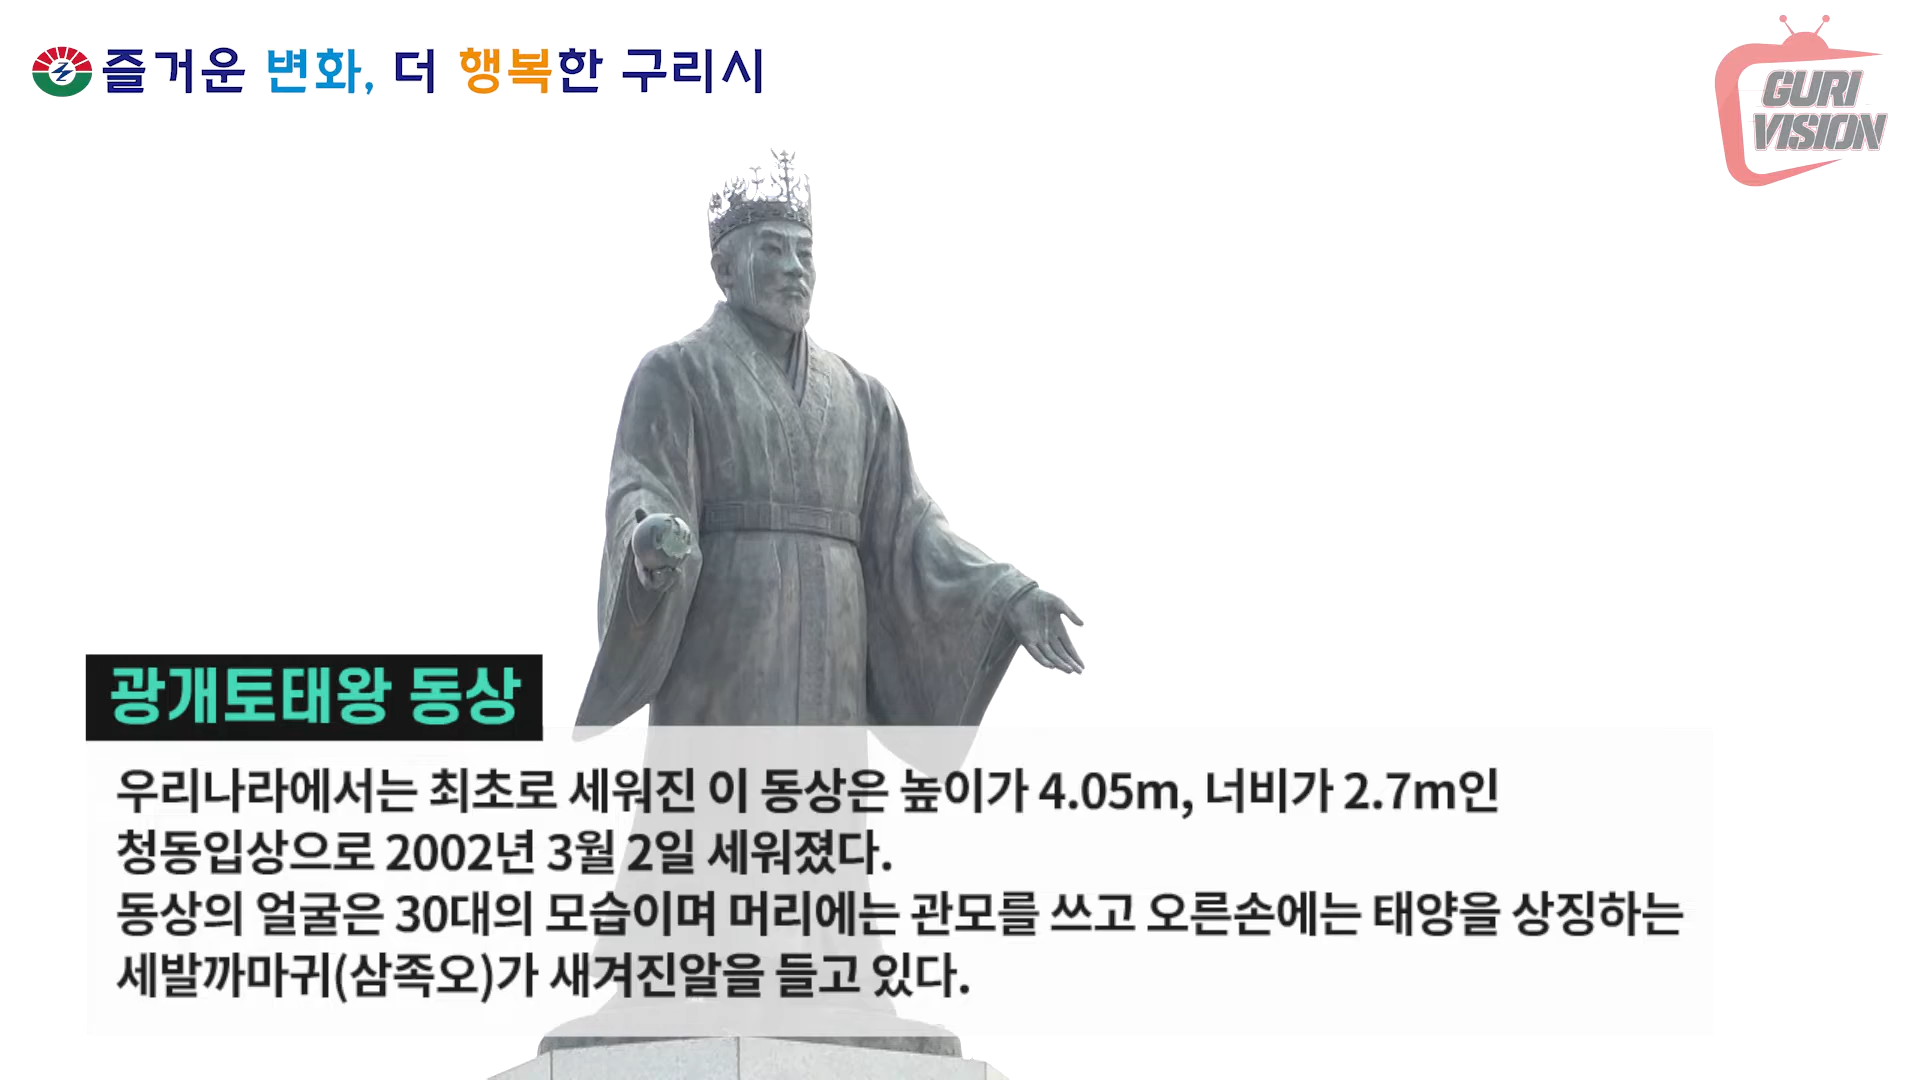 즐거운 변화, 더 행복한 구리시
GURI
VISION
광개토태왕 동상
우리나라에서는 최초로 세워진 이 동상은 높이가 4.05m, 너비가 2.7m인
청동입상으로 2002년 3월 2일 세워졌다.
동상의 얼굴은 30대의 모습이며 머리에는 관모를 쓰고 오른손에는 태양을 상징하는
세발까마귀(삼족오)가 새겨진알을 들고 있다.